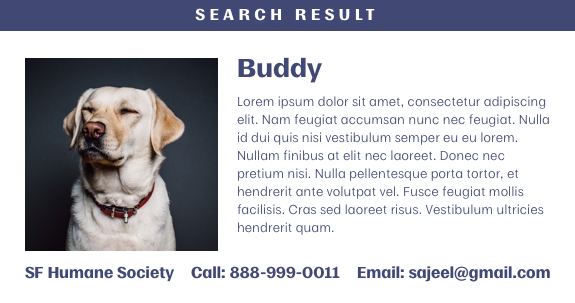 SEARCH RESULT
Buddy
Lorem ipsum dolor sit amet, consectetur adipiscing
elit. Nam feugiat accumsan nunc nec feugiat. Nulla
id dui quis nisi vestibulum semper eu eu lorem.
Nullam finibus at elit nec laoreet. Donec nec
pretium nisi. Nulla pellentesque porta tortor, et
hendrerit ante volutpat vel. Fusce feugiat mollis
facilisis. Cras sed laoreet risus. Vestibulum ultricies
hendrerit quam.
SF Humane Society Call: 888-999-0011 Email: sajeel@gmail.com